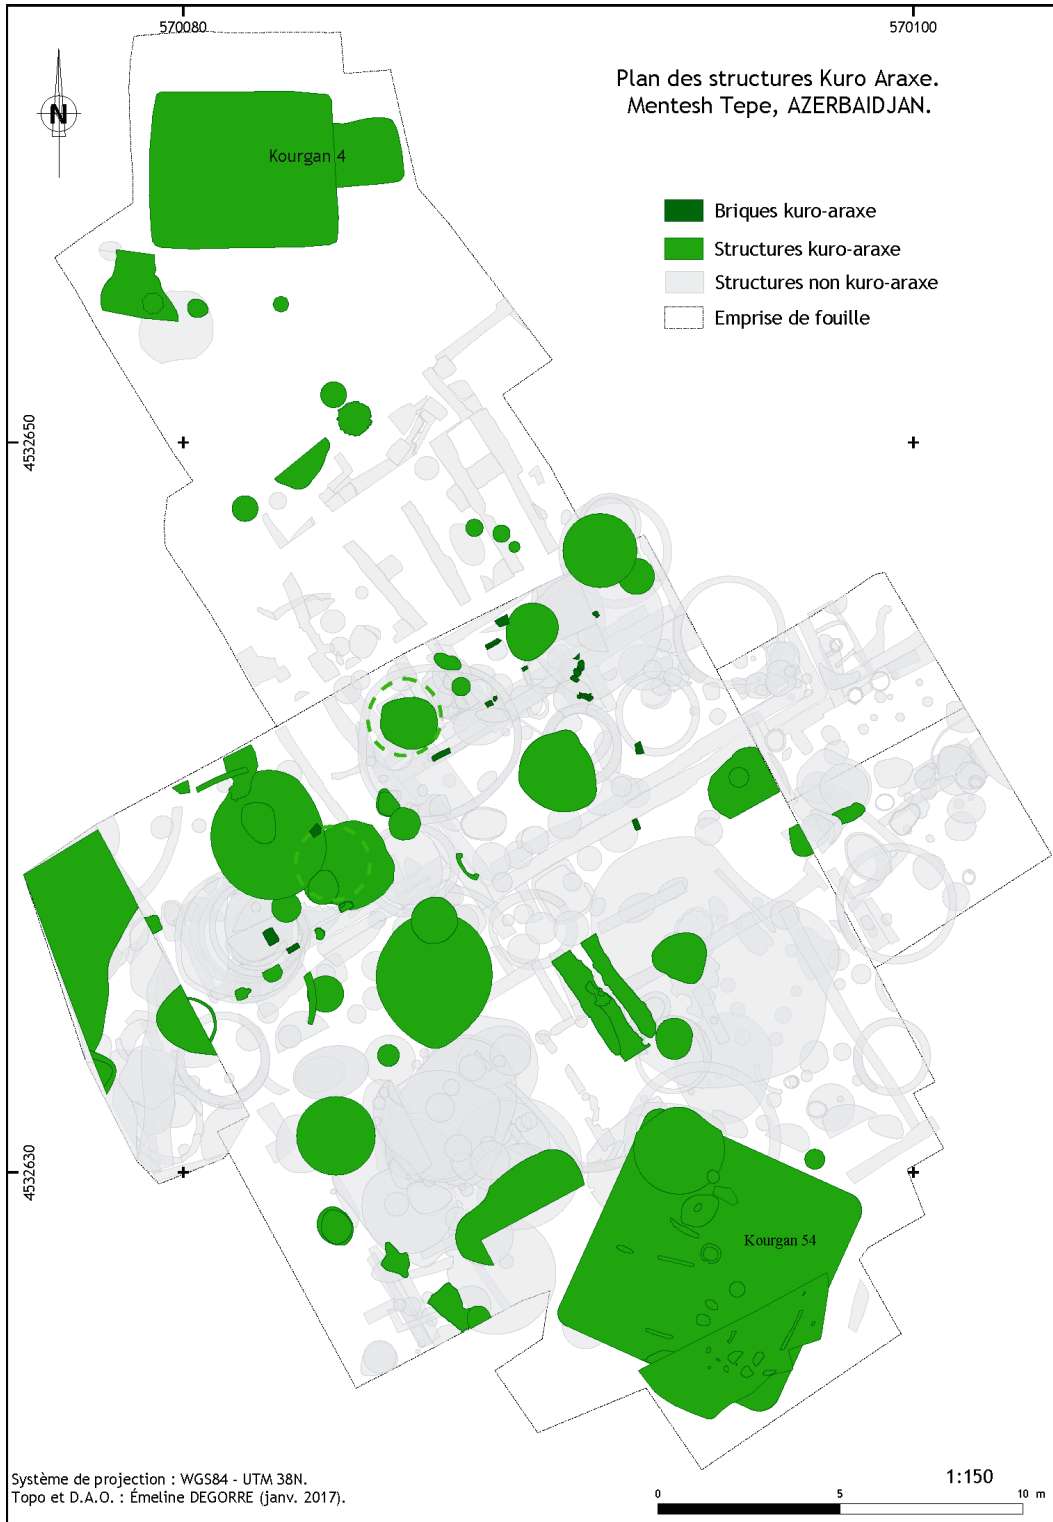 570080
570100
Plan des structures Kuro Araxe.
Mentesh Tepe, AZERBAIDJAN.
N
Kourgan 4
Briques kuro-araxe
Structures kuro-araxe
Structures non kuro-araxe
Emprise de fouille
4532650
4532630
Kourgan 54
Système de projection : WGS84 - UTM 38N.
Topo et D.A.O. : Émeline DEGORRE (janv. 2017).
1:150
0 5 10 m